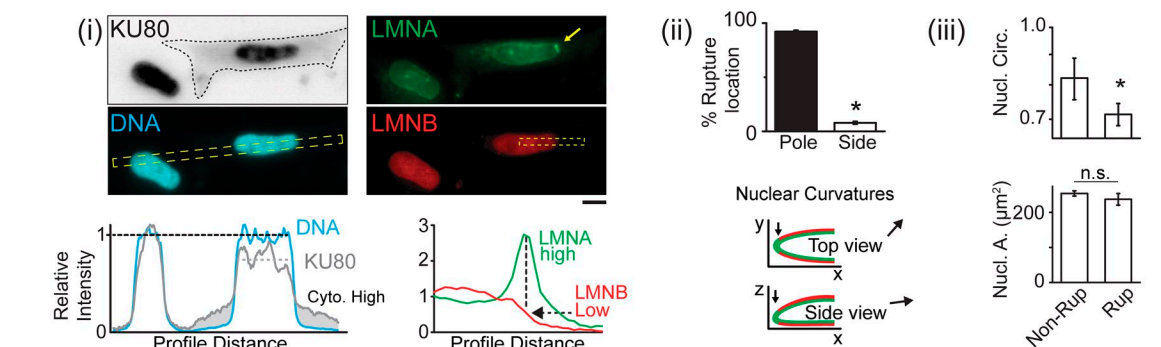 (i)
KU80
LMNA
DNA
LMNB
Relative
Intensity
1
0
DNA
KU80
Cyto. High
Profile Distance
3
2
1
0
LMNA
high
LMNB
Low
Profile Distance
(ii)
% Rupture
location
100
0
*
Pole
Side
Nuclear Curvatures
y
Top view
x
z
Side view
x
(iii)
Nucl. Circ.
1.0
0.7
*
Nucl. A. (μm²)
n.s.
200
0
Non-Rup
Rup